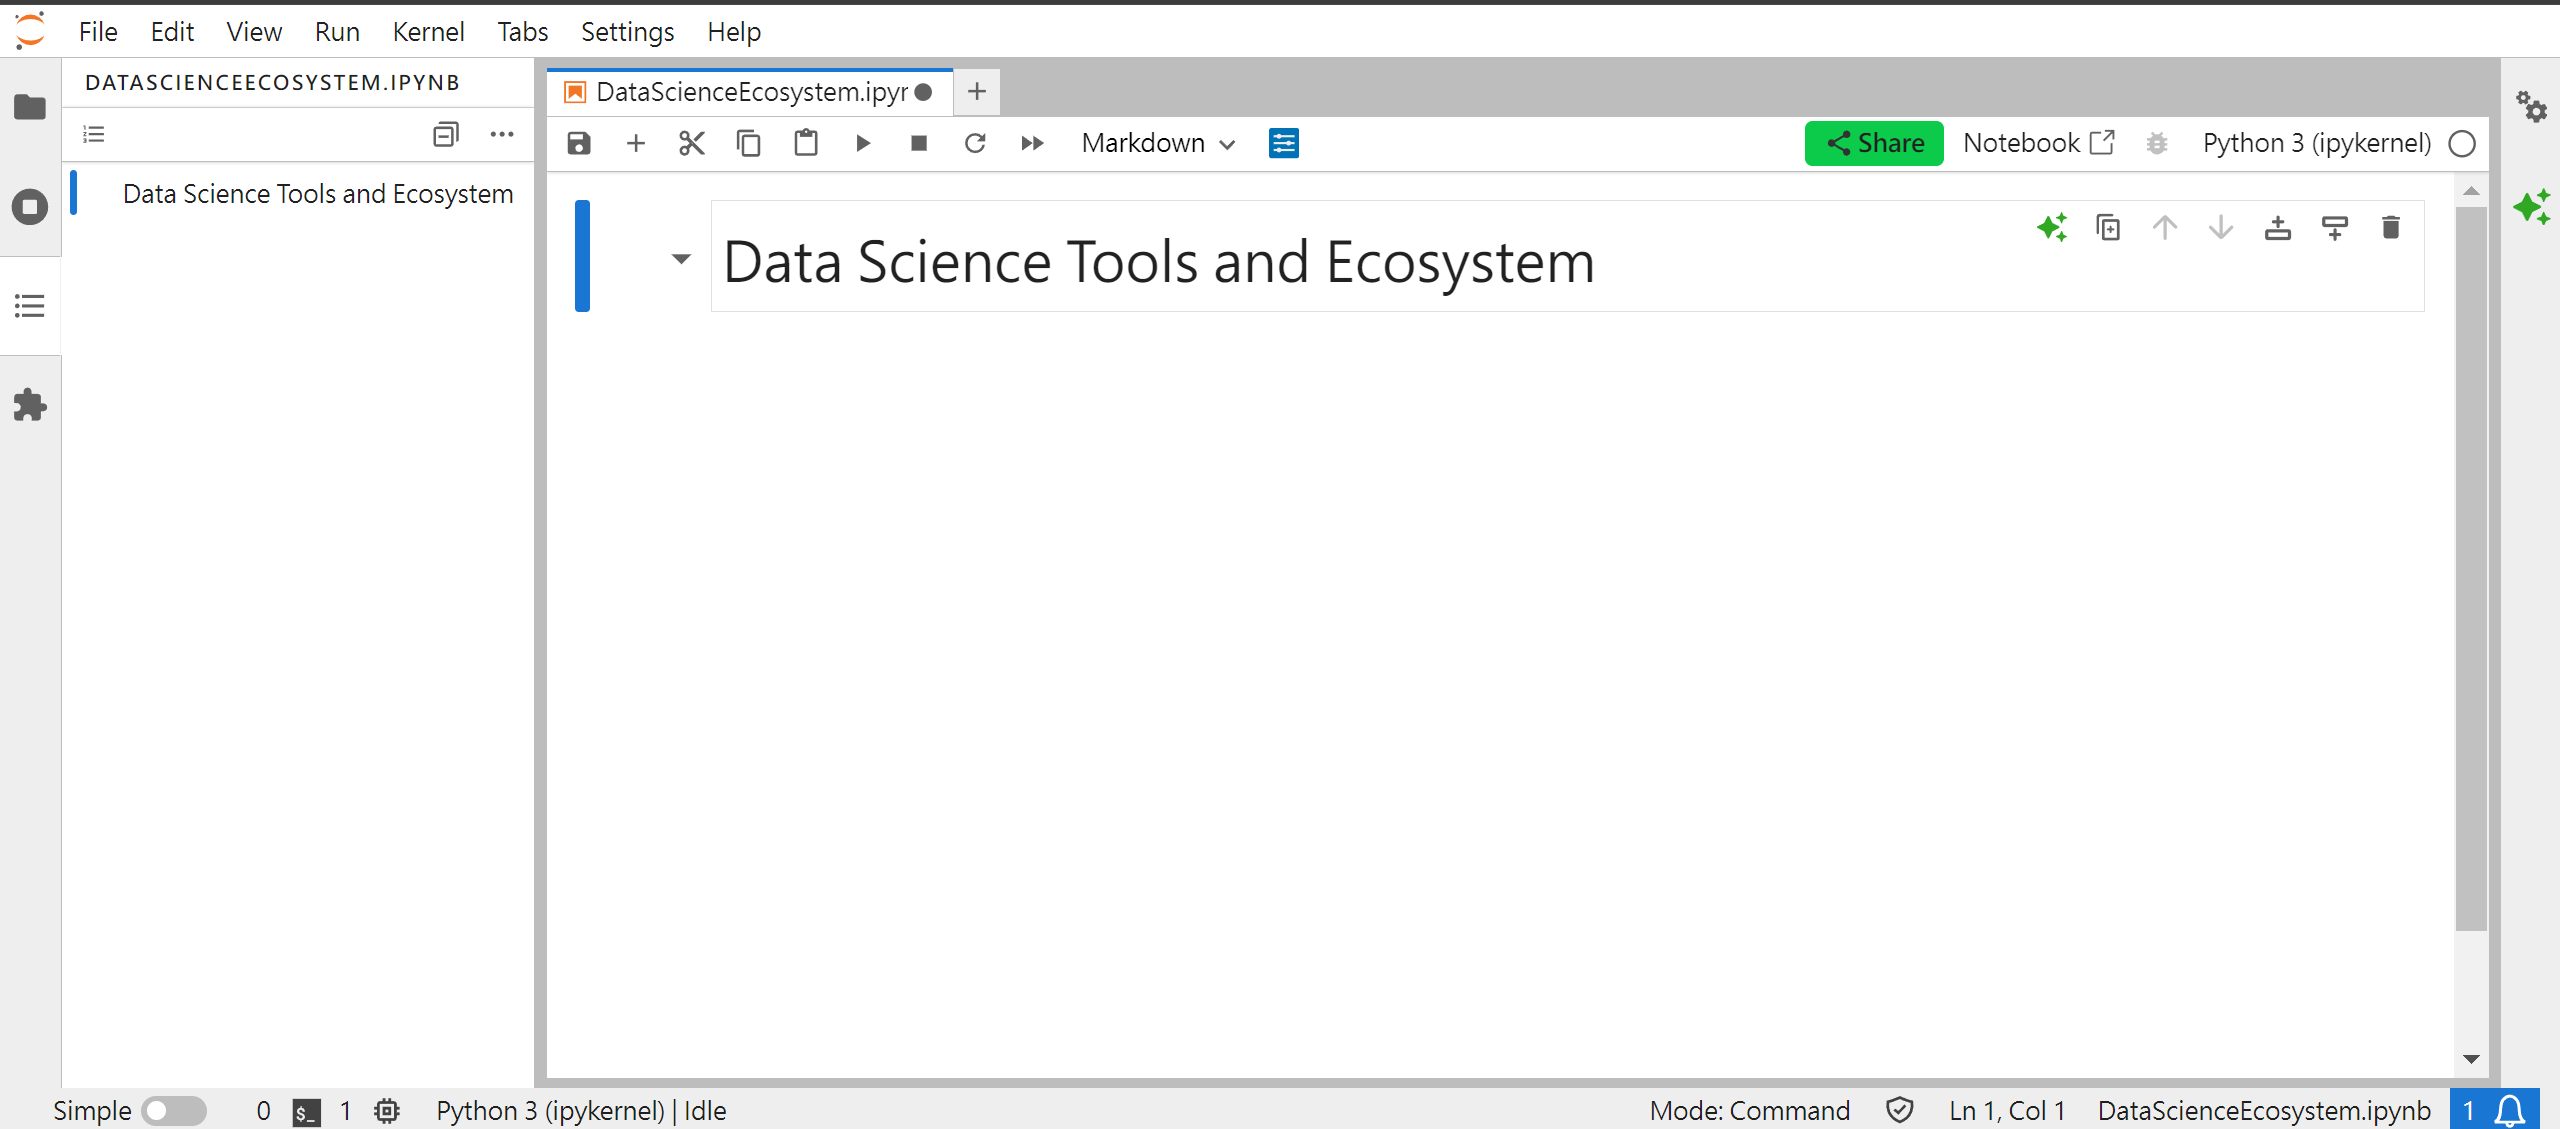 File Edit View Run Kernel Tabs Settings Help
DATASCIENCEECOSYSTEM.IPYNB
Data Science Tools and Ecosystem
DataScienceEcosystem.ipyn
Markdown
Share
Notebook
Python 3 (ipykernel)
Data Science Tools and Ecosystem
Simple 0 $_ 1 Python 3 (ipykernel) | Idle Mode: Command Ln 1, Col 1 DataScienceEcosystem.ipynb 1